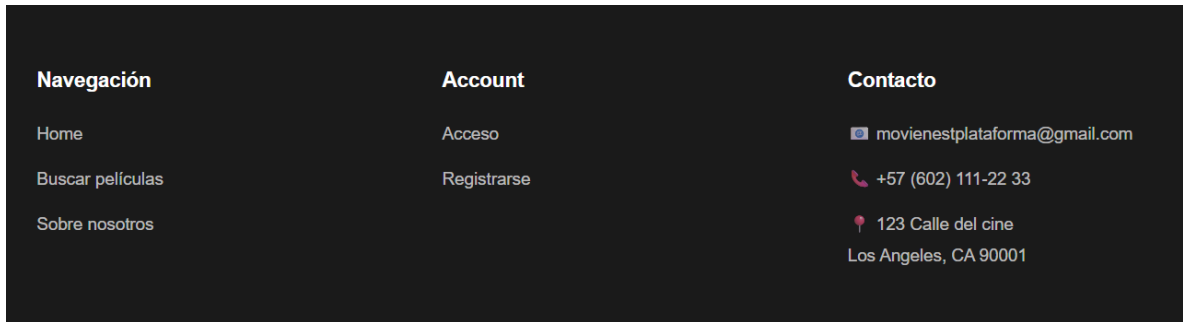 Navegación
Home
Buscar películas
Sobre nosotros
Account
Acceso
Registrarse
Contacto
📧 movienestplataforma@gmail.com
📞 +57 (602) 111-22 33
📍 123 Calle del cine
Los Angeles, CA 90001